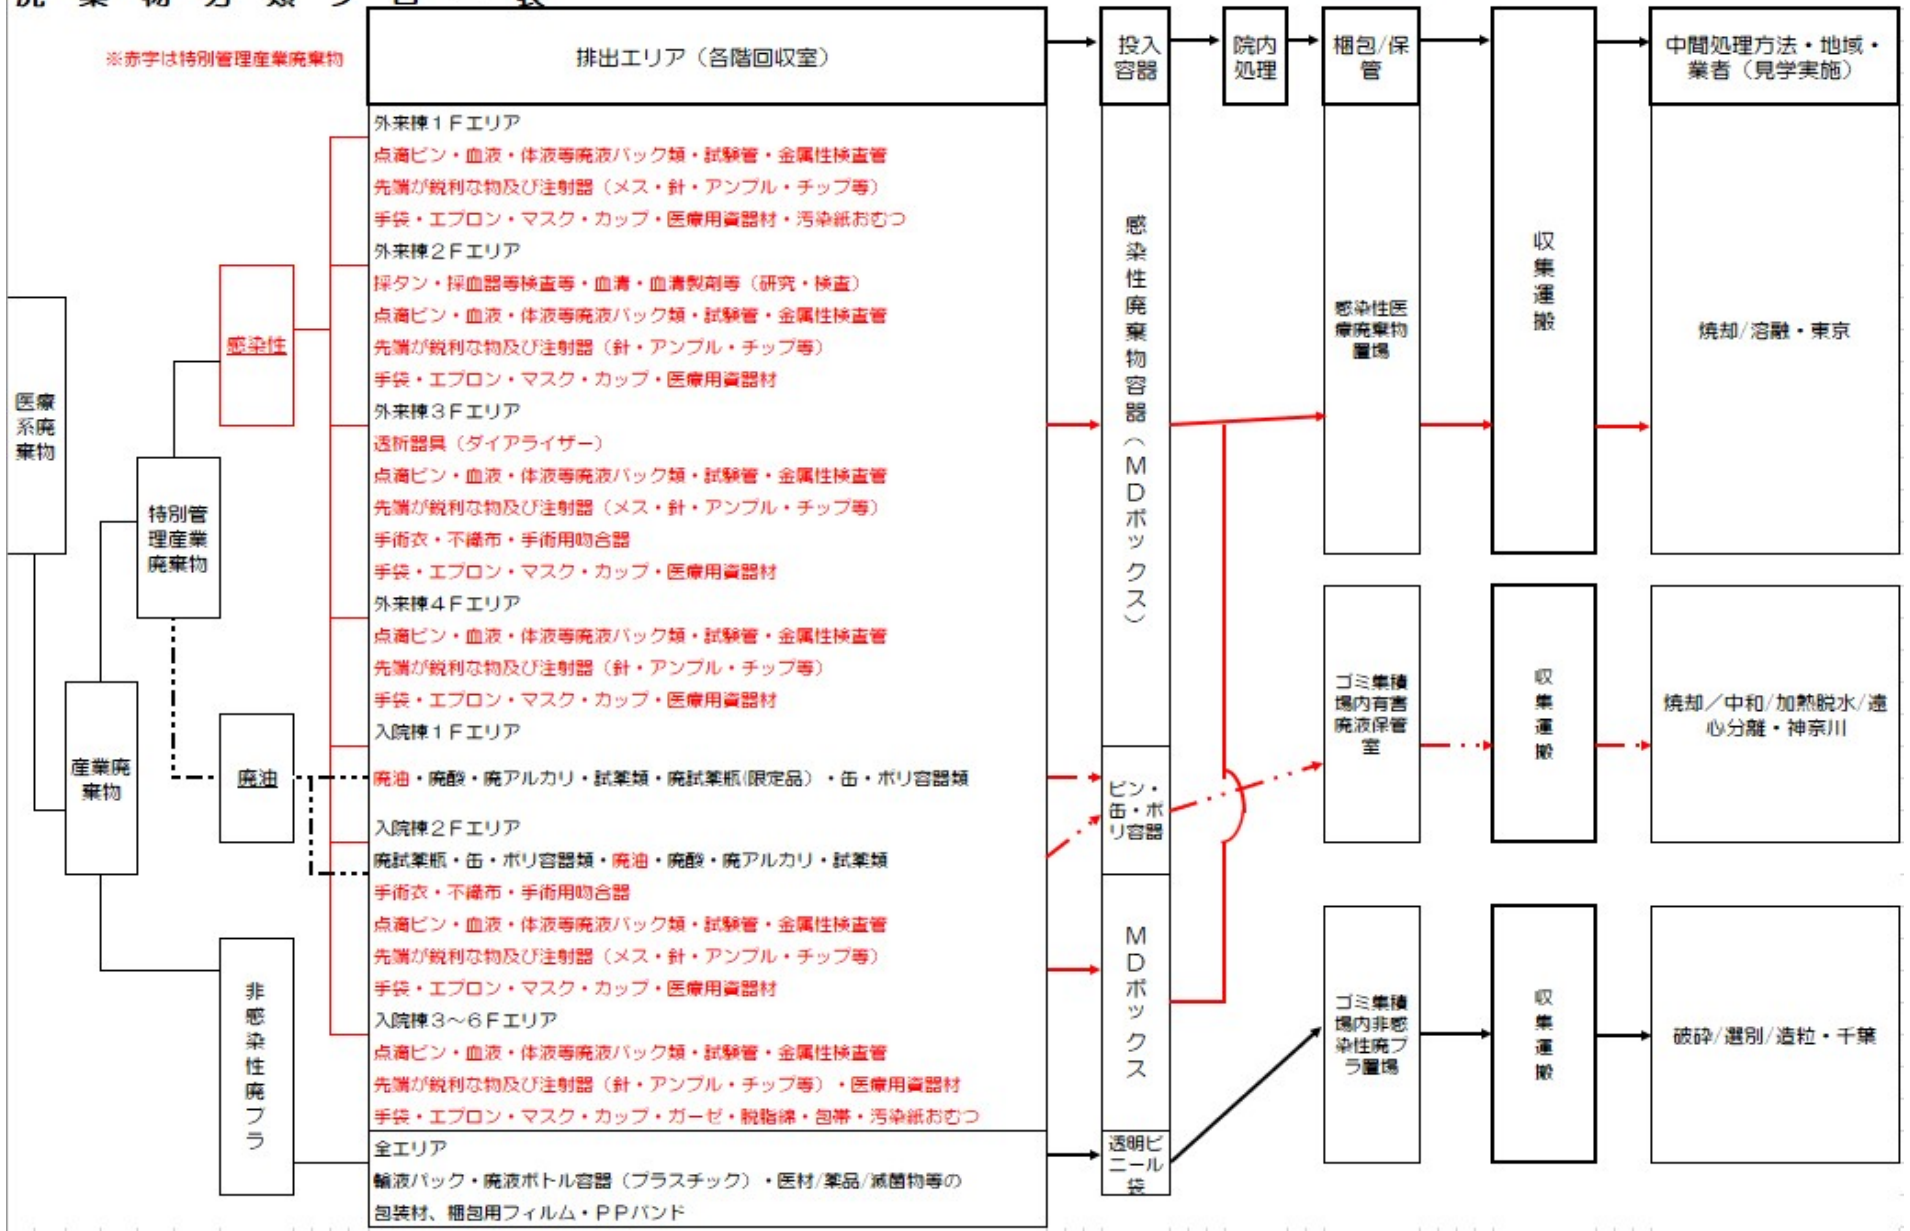 廃 棄 物 分 類 フ ロ ー 表
※赤字は特別管理産業廃棄物
排出エリア（各階回収室）
投入
容器
院内
処理
梱包/保
管
収集運搬
中間処理方法・地域・
業者（見学実施）
医療
系廃
棄物
特別管
理産業
廃棄物
産業廃
棄物
感染性
廃油
非感染性廃プラ
外来棟１Ｆエリア
点滴ビン・血液・体液等廃液パック類・試験管・金属性検査管
先端が鋭利な物及び注射器（メス・針・アンプル・チップ等）
手袋・エプロン・マスク・カップ・医療用資器材・汚染紙おむつ
外来棟２Ｆエリア
採タン・採血器等検査等・血清・血清製剤等（研究・検査）
点滴ビン・血液・体液等廃液パック類・試験管・金属性検査管
先端が鋭利な物及び注射器（針・アンプル・チップ等）
手袋・エプロン・マスク・カップ・医療用資器材
外来棟３Ｆエリア
透析器具（ダイアライザー）
点滴ビン・血液・体液等廃液パック類・試験管・金属性検査管
先端が鋭利な物及び注射器（メス・針・アンプル・チップ等）
手術衣・不織布・手術用吻合器
手袋・エプロン・マスク・カップ・医療用資器材
外来棟４Ｆエリア
点滴ビン・血液・体液等廃液パック類・試験管・金属性検査管
先端が鋭利な物及び注射器（針・アンプル・チップ等）
手袋・エプロン・マスク・カップ・医療用資器材
入院棟１Ｆエリア
廃油・廃酸・廃アルカリ・試薬類・廃試薬瓶(限定品）・缶・ポリ容器類
入院棟２Ｆエリア
廃試薬瓶・缶・ポリ容器類・廃油・廃酸・廃アルカリ・試薬類
手術衣・不織布・手術用吻合器
点滴ビン・血液・体液等廃液パック類・試験管・金属性検査管
先端が鋭利な物及び注射器（メス・針・アンプル・チップ等）
手袋・エプロン・マスク・カップ・医療用資器材
入院棟３～６Ｆエリア
点滴ビン・血液・体液等廃液パック類・試験管・金属性検査管
先端が鋭利な物及び注射器（針・アンプル・チップ等）・医療用資器材
手袋・エプロン・マスク・カップ・ガーゼ・脱脂綿・包帯・汚染紙おむつ
全エリア
輸液パック・廃液ボトル容器（プラスチック）・医材/薬品/滅菌物等の
包装材、梱包用フィルム・ＰＰバンド
感染性廃棄物容器（ＭＤボックス）
ビン・
缶・ポ
リ容器
ＭＤボックス
透明ビ
ニール
袋
感染性医
療廃棄物
置場
焼却/溶融・東京
ゴミ集積
場内有害
廃液保管
室
収集運搬
焼却／中和/加熱脱水/遠
心分離・神奈川
ゴミ集積
場内非感
染性廃プ
ラ置場
収集運搬
破砕/選別/造粒・千葉